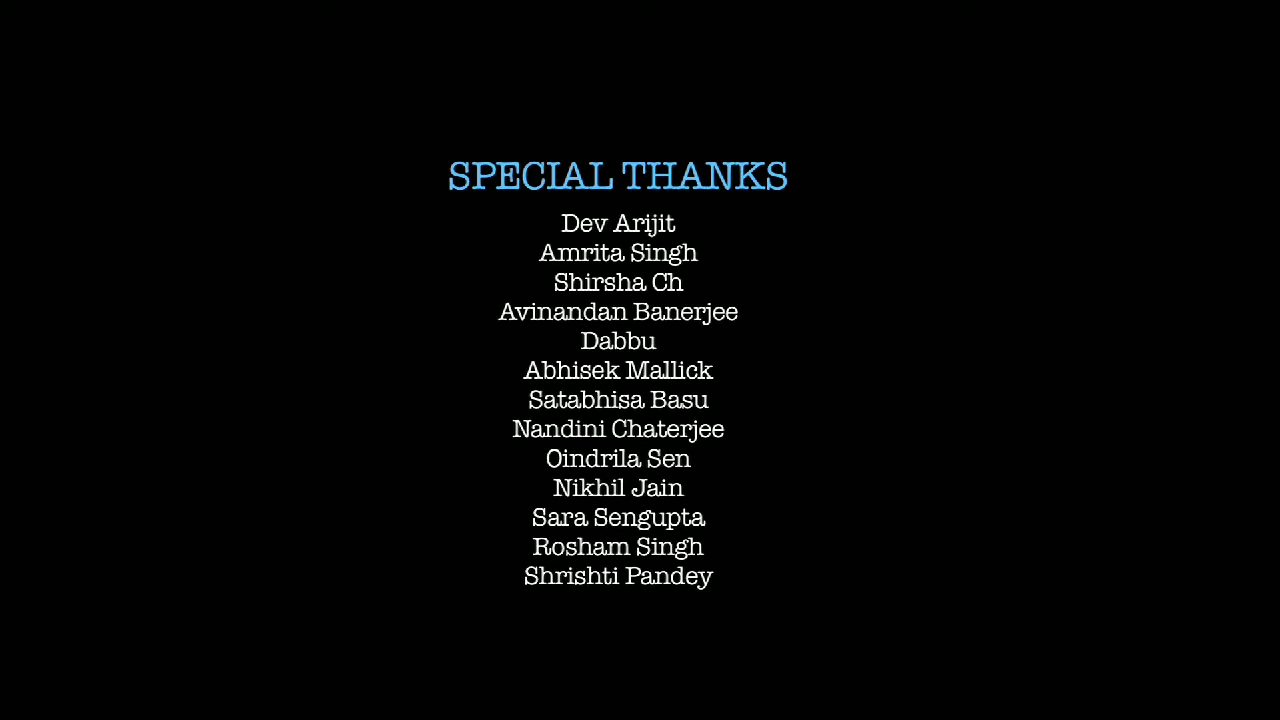 SPECIAL THANKS
Dev Arijit
Amrita Singh
Shirsha Ch
Avinandan Banerjee
Dabbu
Abhisek Mallick
Satabhisa Basu
Nandini Chaterjee
Oindrila Sen
Nikhil Jain
Sara Sengupta
Rosham Singh
Shrishti Pandey